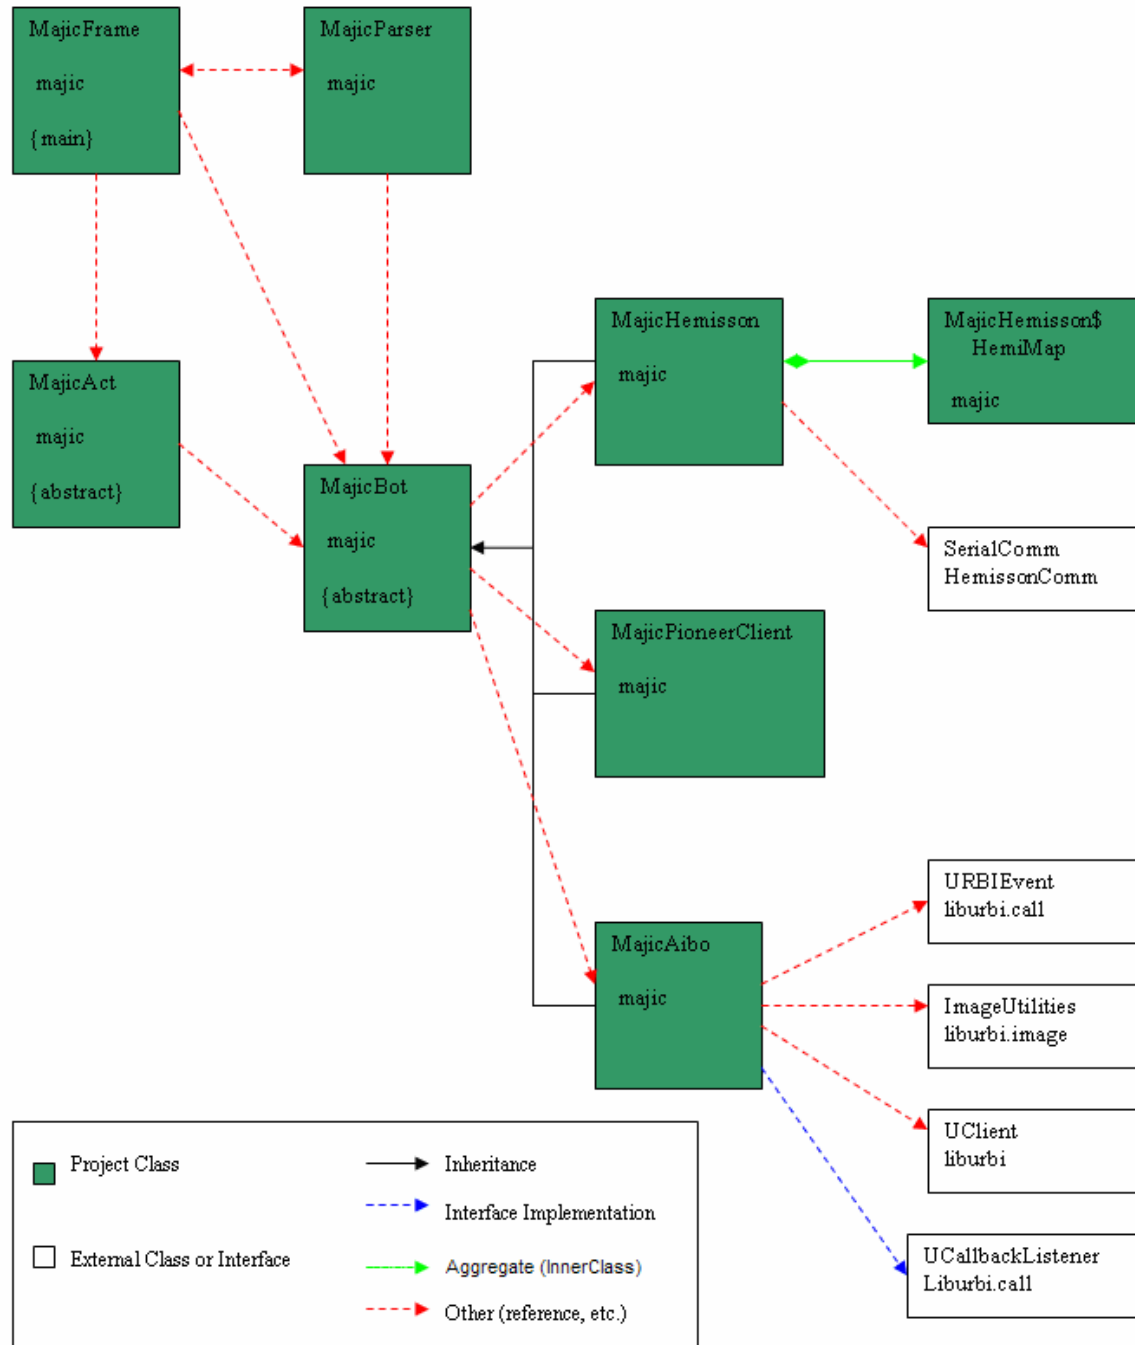 MajicFrame
majic
{main}
MajicParser
majic
MajicHemisson
majic
MajicHemisson$
HemiMap
majic
MajicAct
majic
{abstract}
MajicBot
majic
{abstract}
SerialComm
HemissonComm
MajicPioneerClient
majic
URBIEvent
liburbi.call
MajicAibo
majic
ImageUtilities
liburbi.image
UClient
liburbi
UCallbackListener
Liburbi.call
Project Class
External Class or Interface
Inheritance
Interface Implementation
Aggregate (InnerClass)
Other (reference, etc.)